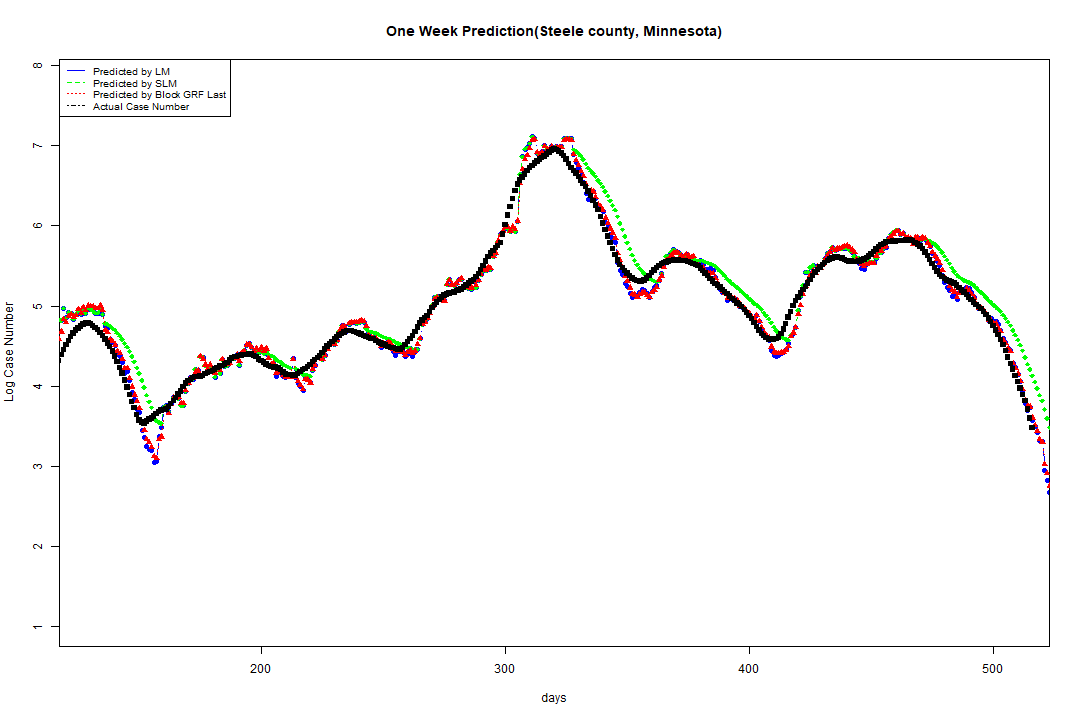 One Week Prediction(Steele county, Minnesota)
8
Predicted by LM
Predicted by SLM
Predicted by Block GRF Last
Actual Case Number
7
6
5
4
3
2
1
Log Case Number
200 300 400 500
days